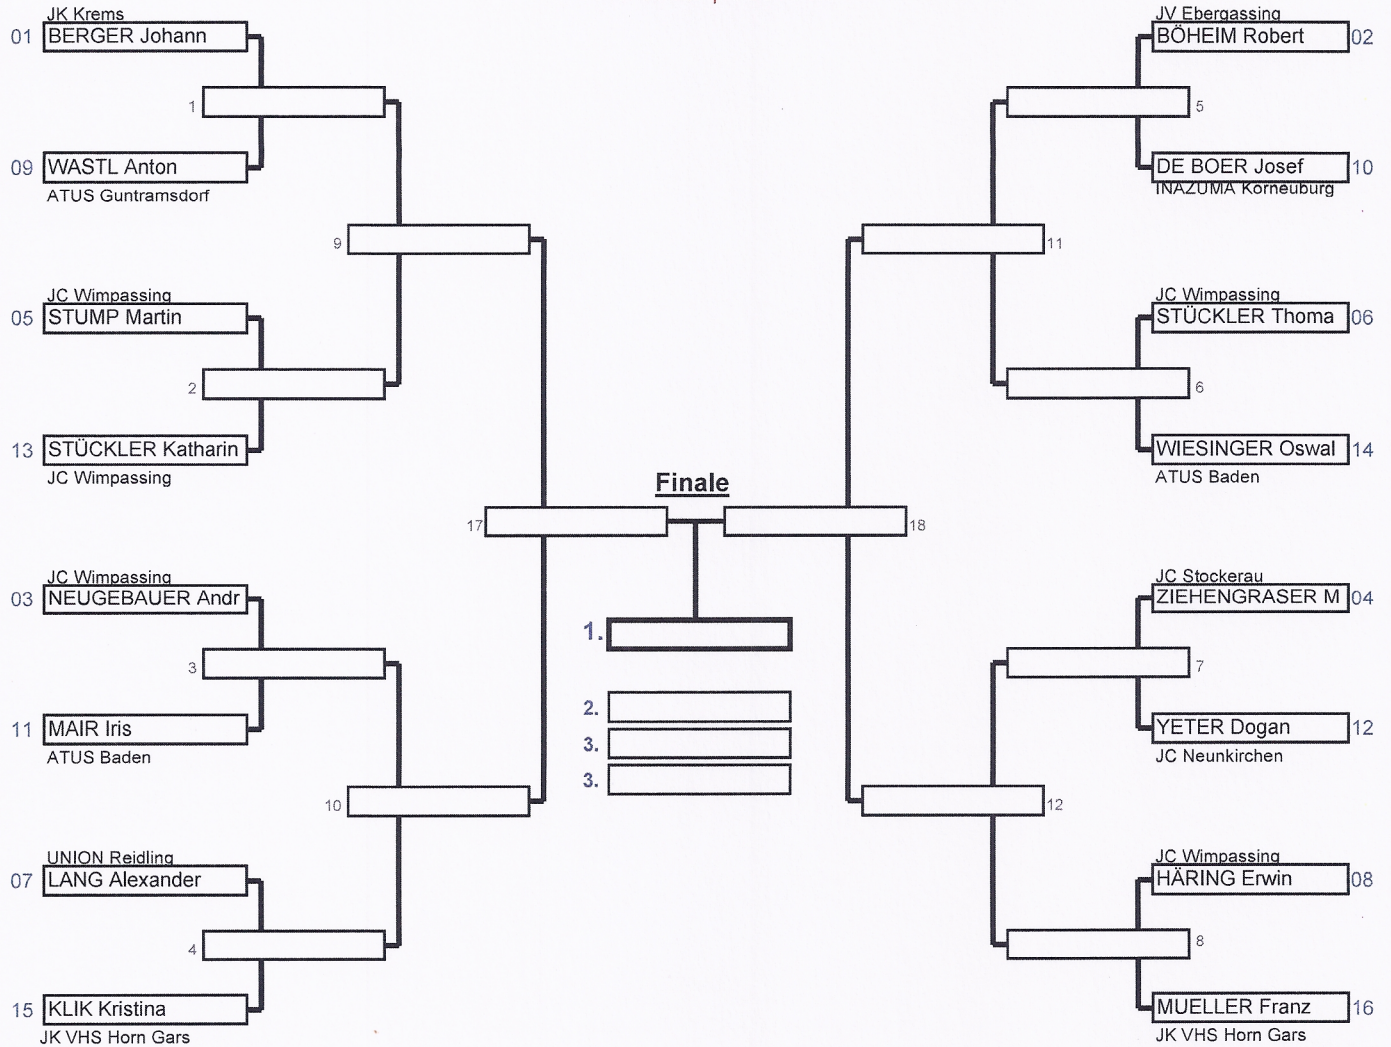 JK Krems
01 BERGER Johann
1
09 WASTL Anton
ATUS Guntramsdorf
9
JC Wimpassing
05 STUMP Martin
2
13 STÜCKLER Katharin
JC Wimpassing
17
JC Wimpassing
03 NEUGEBAUER Andr
3
11 MAIR Iris
ATUS Baden
10
UNION Reidling
07 LANG Alexander
4
15 KLIK Kristina
JK VHS Horn Gars
Finale
1.
2.
3.
3.
JV Ebergassing
BÖHEIM Robert 02
5
DE BOER Josef 10
INAZUMA Korneuburg
11
JC Wimpassing
STÜCKLER Thoma 06
6
WIESINGER Oswal 14
ATUS Baden
18
JC Stockerau
ZIEHENGRASER M 04
7
YETER Dogan 12
JC Neunkirchen
12
JC Wimpassing
HÄRING Erwin 08
8
MUELLER Franz 16
JK VHS Horn Gars